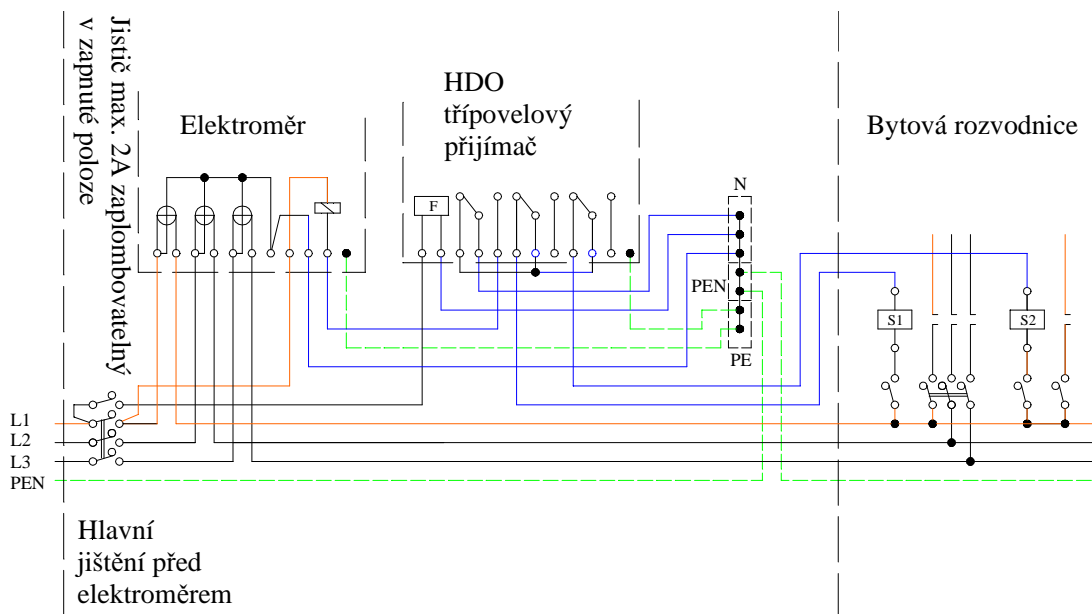 Jistič max. 2A zaplombovatelný
v zapnuté poloze
Elektroměr
HDO
třípovelový
přijímač
Bytová rozvodnice
F
N
PEN
PE
S1
S2
L1
L2
L3
PEN
Hlavní
jištění před
elektroměrem